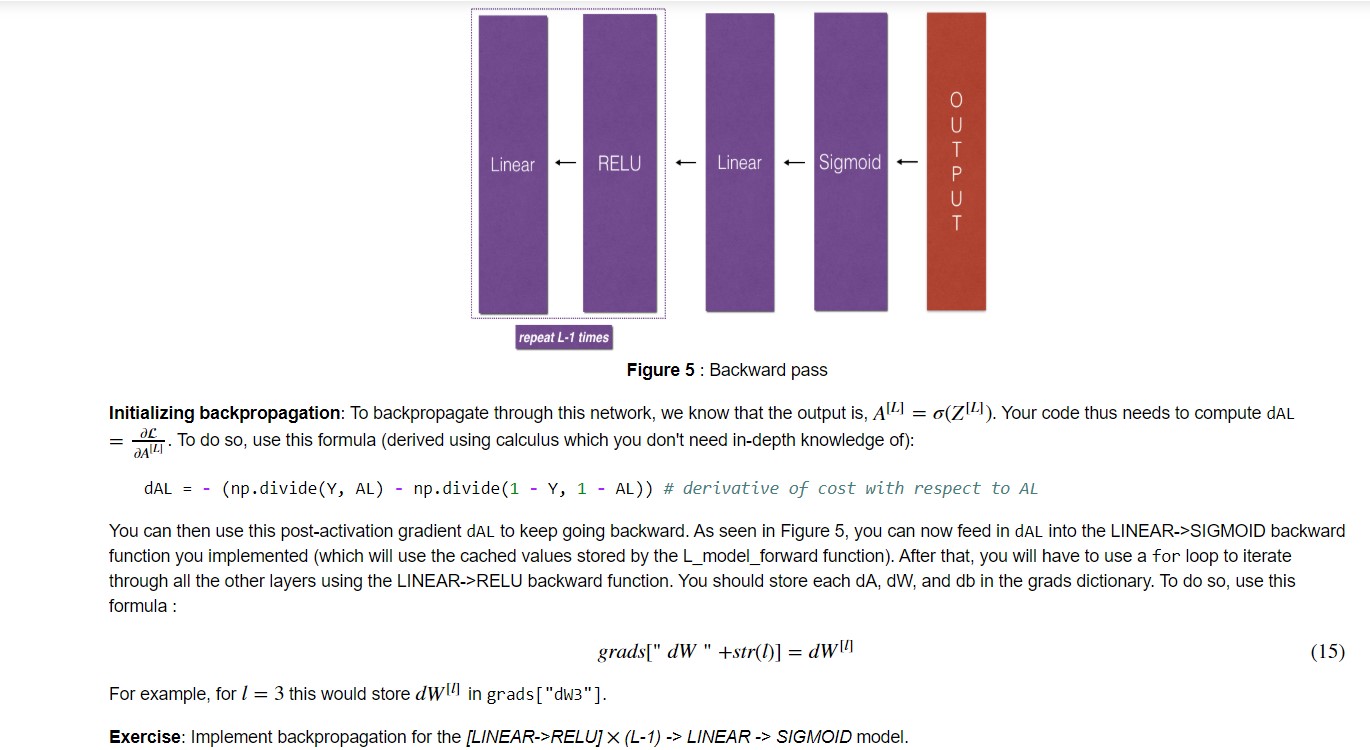 Linear ← RELU ← Linear ← Sigmoid ← OUTPUT
repeat L-1 times
Figure 5 : Backward pass
Initializing backpropagation: To backpropagate through this network, we know that the output is, A^[L] = σ(Z^[L]). Your code thus needs to compute dAL
= ∂ℒ/∂A^[L]. To do so, use this formula (derived using calculus which you don't need in-depth knowledge of):
dAL = - (np.divide(Y, AL) - np.divide(1 - Y, 1 - AL)) # derivative of cost with respect to AL
You can then use this post-activation gradient dAL to keep going backward. As seen in Figure 5, you can now feed in dAL into the LINEAR->SIGMOID backward
function you implemented (which will use the cached values stored by the L_model_forward function). After that, you will have to use a for loop to iterate
through all the other layers using the LINEAR->RELU backward function. You should store each dA, dW, and db in the grads dictionary. To do so, use this
formula :
grads[" dW " +str(l)] = dW^[l] (15)
For example, for l = 3 this would store dW^[l] in grads["dW3"].
Exercise: Implement backpropagation for the [LINEAR->RELU] × (L-1) -> LINEAR -> SIGMOID model.